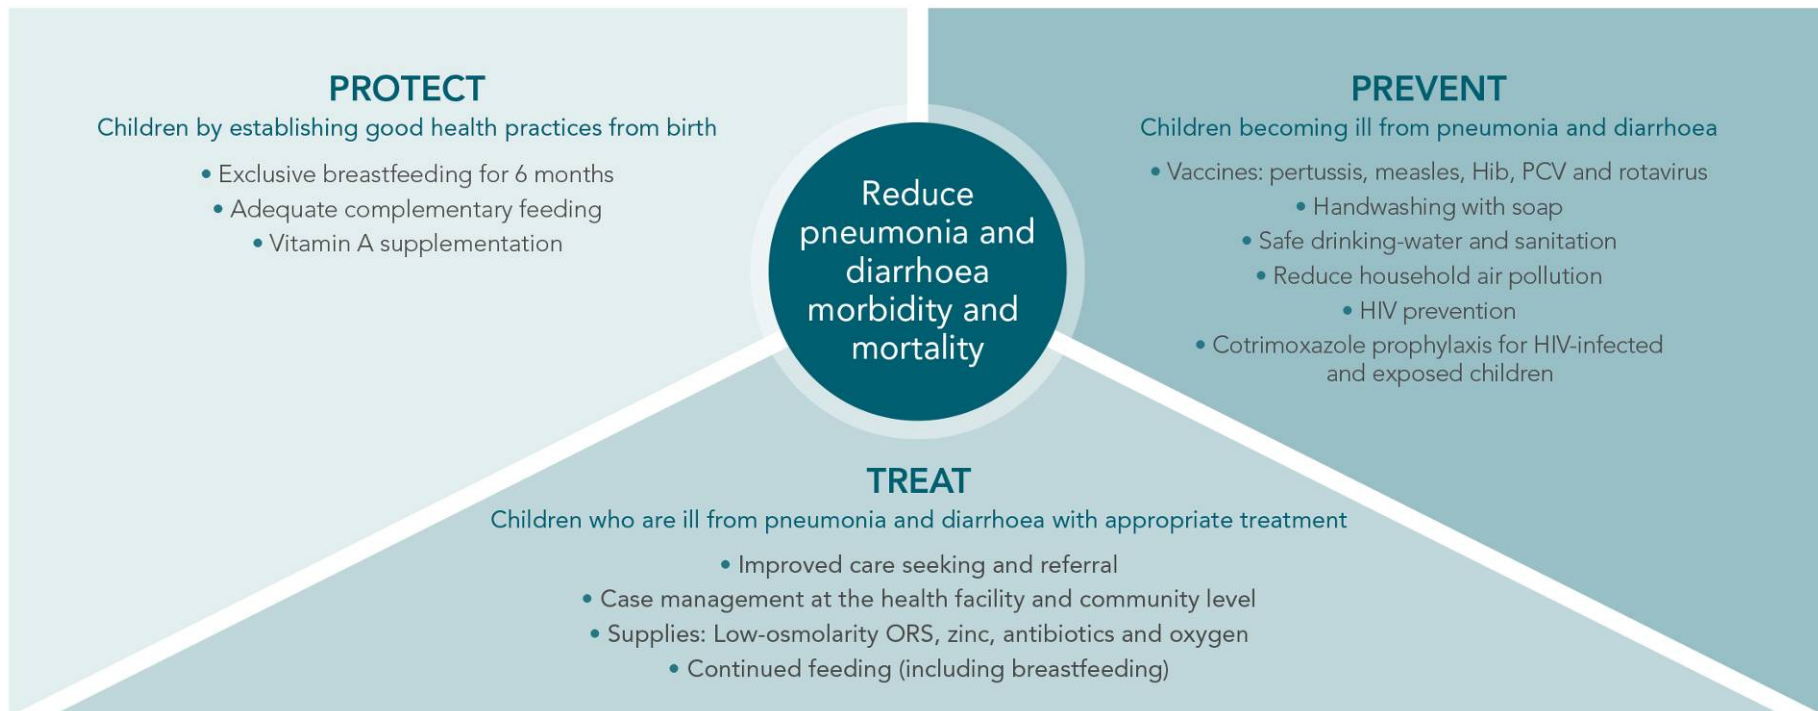 PROTECT
Children by establishing good health practices from birth
• Exclusive breastfeeding for 6 months
• Adequate complementary feeding
• Vitamin A supplementation
PREVENT
Children becoming ill from pneumonia and diarrhoea
• Vaccines: pertussis, measles, Hib, PCV and rotavirus
• Handwashing with soap
• Safe drinking-water and sanitation
• Reduce household air pollution
• HIV prevention
• Cotrimoxazole prophylaxis for HIV-infected
and exposed children
Reduce
pneumonia and
diarrhoea
morbidity and
mortality
TREAT
Children who are ill from pneumonia and diarrhoea with appropriate treatment
• Improved care seeking and referral
• Case management at the health facility and community level
• Supplies: Low-osmolarity ORS, zinc, antibiotics and oxygen
• Continued feeding (including breastfeeding)